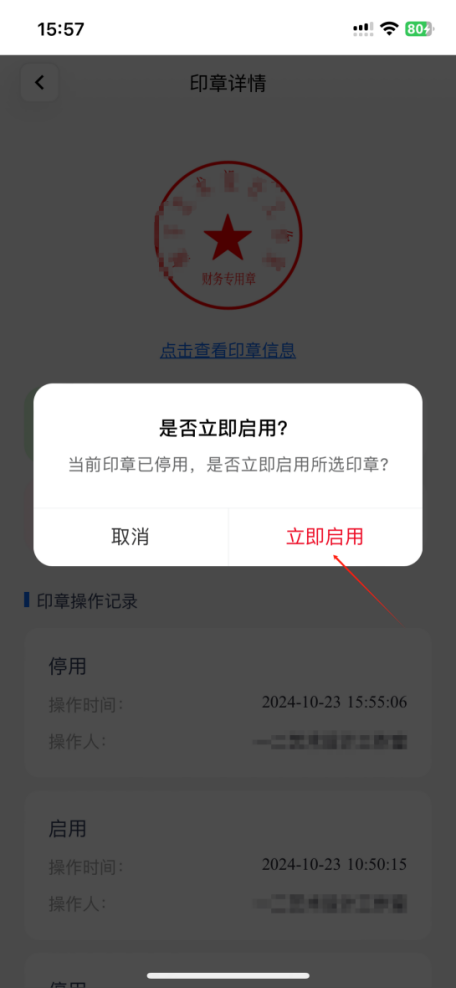 15:57
80
印章详情
财务专用章
点击查看印章信息
是否立即启用?
当前印章已停用，是否立即启用所选印章?
取消
立即启用
印章操作记录
停用
操作时间：
2024-10-23 15:55:06
操作人：
启用
操作时间：
2024-10-23 10:50:15
操作人：
停用